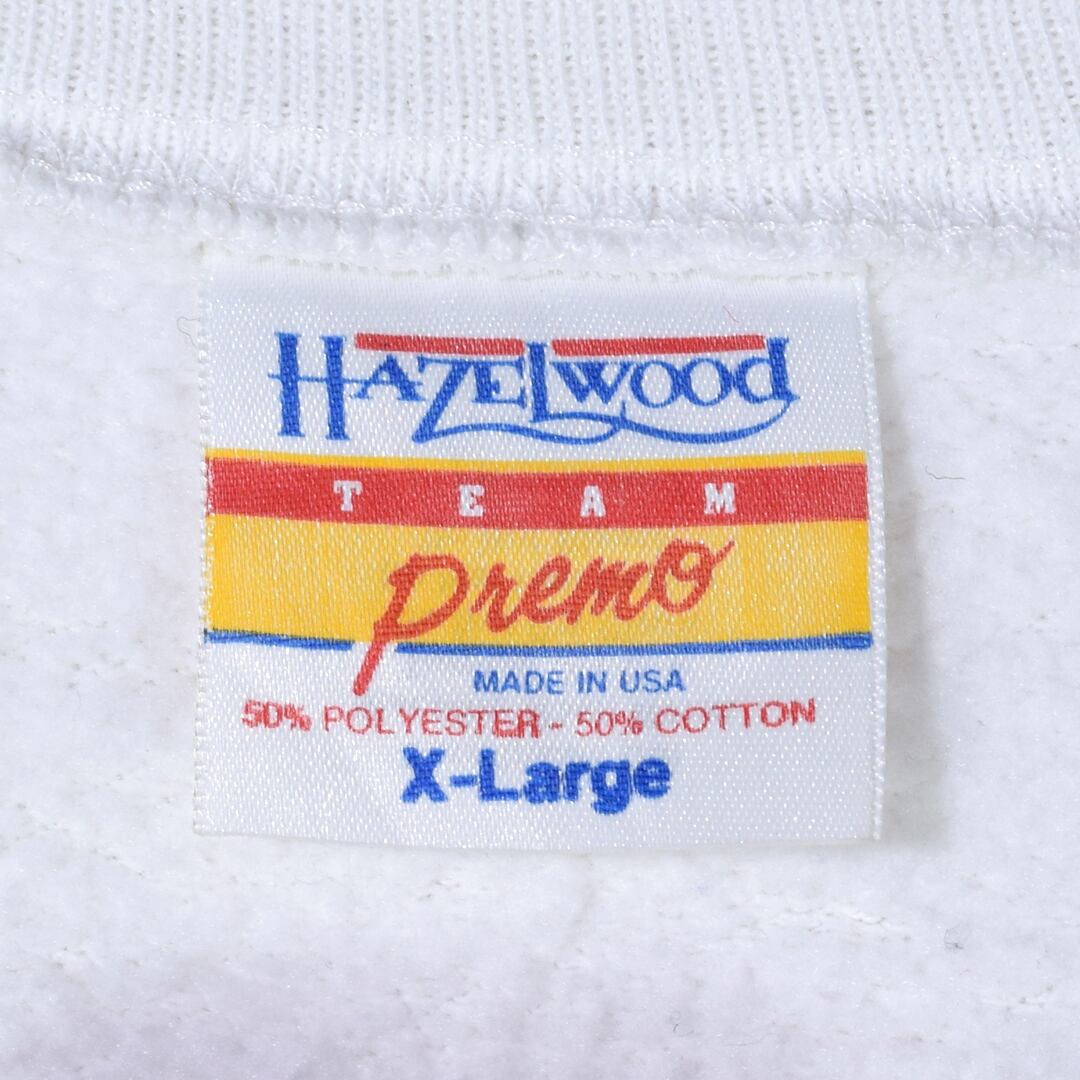 HAZELWOOD
TEAM
Premo
MADE IN USA
50% POLYESTER - 50% COTTON
X-Large